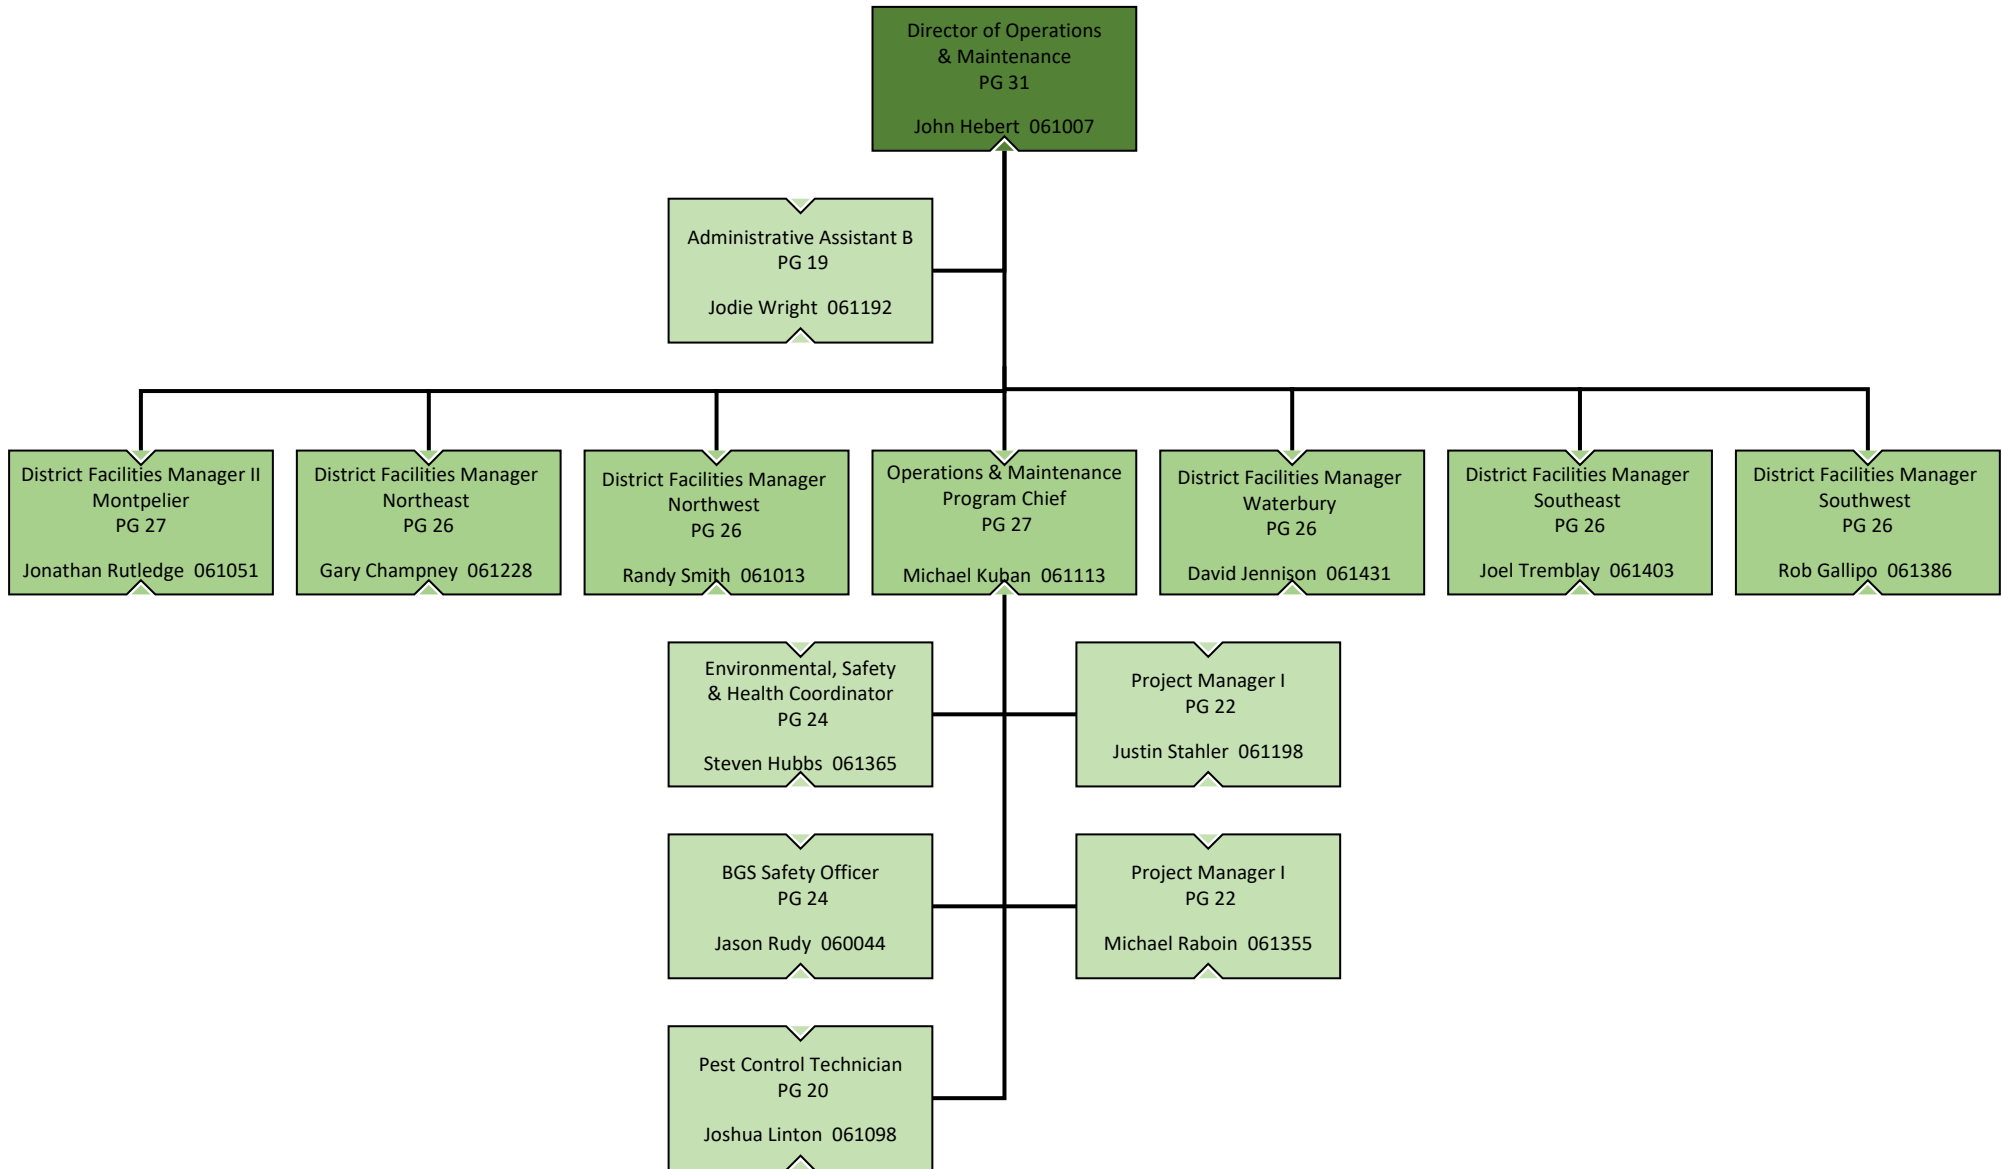 Director of Operations
& Maintenance
PG 31
John Hebert  061007
Administrative Assistant B
PG 19
Jodie Wright  061192
District Facilities Manager II
Montpelier
PG 27
Jonathan Rutledge  061051
District Facilities Manager
Northeast
PG 26
Gary Champney  061228
District Facilities Manager
Northwest
PG 26
Randy Smith  061013
Operations & Maintenance
Program Chief
PG 27
Michael Kuban  061113
District Facilities Manager
Waterbury
PG 26
David Jennison  061431
District Facilities Manager
Southeast
PG 26
Joel Tremblay  061403
District Facilities Manager
Southwest
PG 26
Rob Gallipo  061386
Environmental, Safety
& Health Coordinator
PG 24
Steven Hubbs  061365
Project Manager I
PG 22
Justin Stahler  061198
BGS Safety Officer
PG 24
Jason Rudy  060044
Project Manager I
PG 22
Michael Raboin  061355
Pest Control Technician
PG 20
Joshua Linton  061098